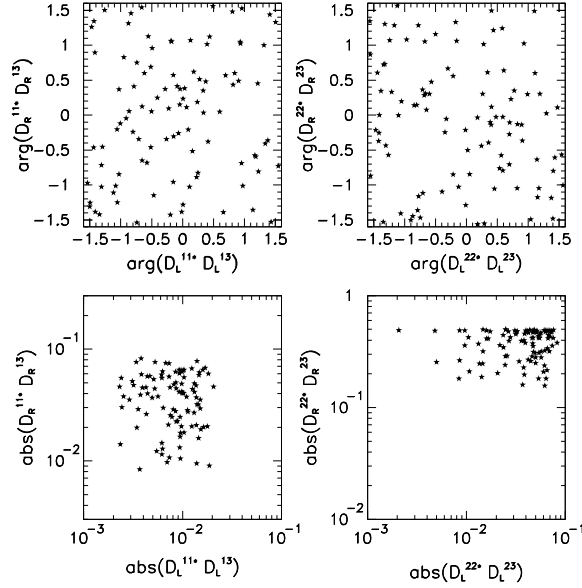 1.5
1
0.5
0
−0.5
−1
−1.5
arg(D_R^11* D_R^13)
−1.5 −1 −0.5 0 0.5 1 1.5
arg(D_L^11* D_L^13)
1.5
1
0.5
0
−0.5
−1
−1.5
arg(D_R^22* D_R^23)
−1.5 −1 −0.5 0 0.5 1 1.5
arg(D_L^22* D_L^23)
10^−1
10^−2
abs(D_R^11* D_R^13)
10^−3 10^−2 10^−1
abs(D_L^11* D_L^13)
1
10^−1
10^−2
abs(D_R^22* D_R^23)
10^−3 10^−2 10^−1
abs(D_L^22* D_L^23)